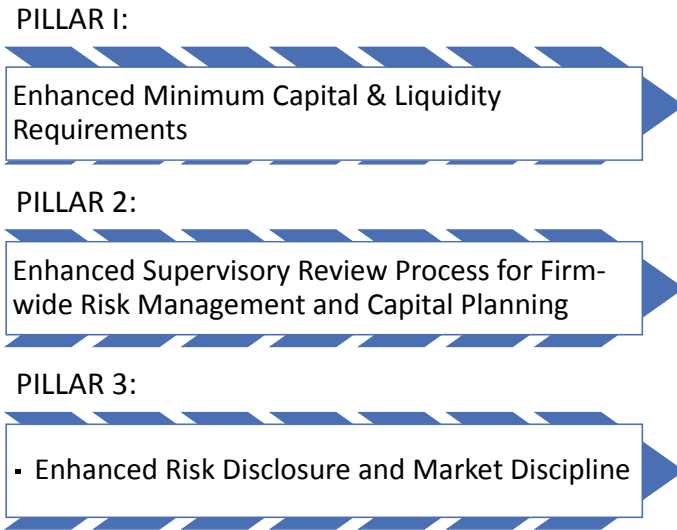 PILLAR I:
Enhanced Minimum Capital & Liquidity
Requirements
PILLAR 2:
Enhanced Supervisory Review Process for Firm-
wide Risk Management and Capital Planning
PILLAR 3:
▪ Enhanced Risk Disclosure and Market Discipline